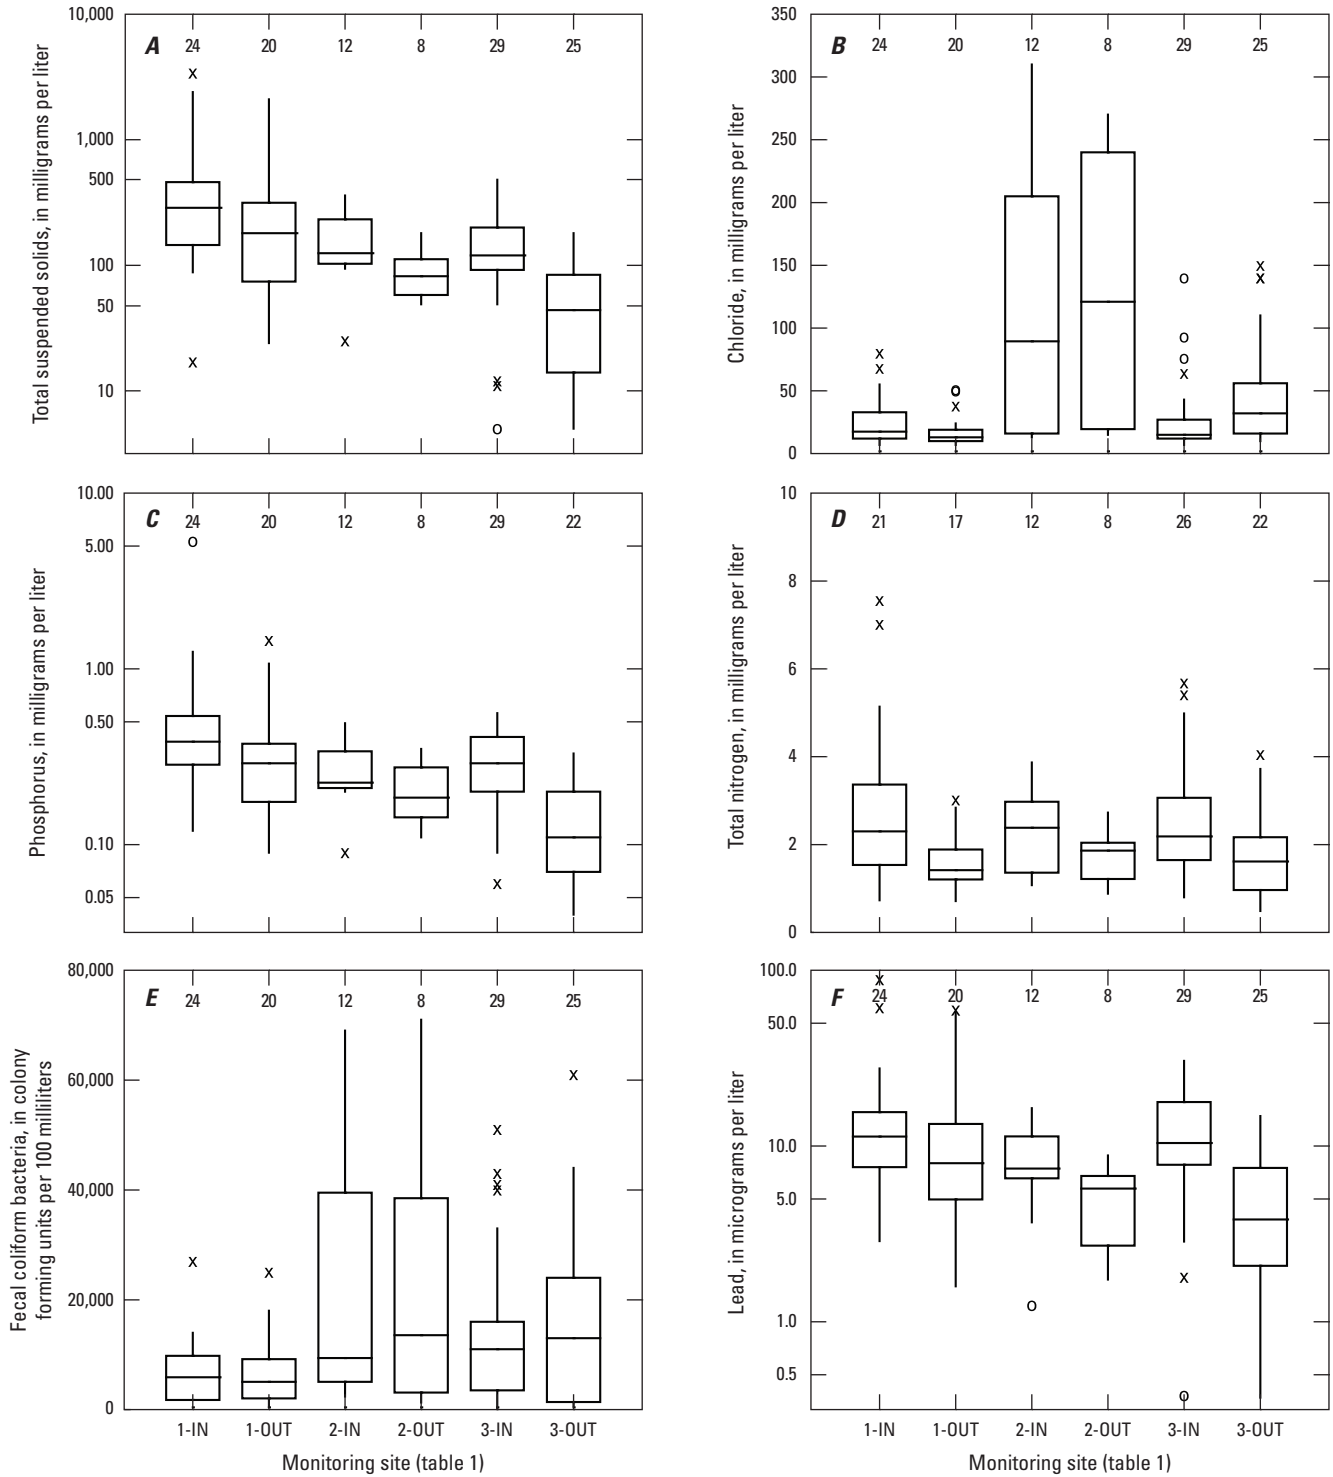 A
24 20 12 8 29 25
10,000
1,000
500
100
50
10
Total suspended solids, in milligrams per liter
B
24 20 12 8 29 25
350
300
250
200
150
100
50
0
Chloride, in milligrams per liter
C
24 20 12 8 29 22
10.00
5.00
1.00
0.50
0.10
0.05
Phosphorus, in milligrams per liter
D
21 17 12 8 26 22
10
8
6
4
2
0
Total nitrogen, in milligrams per liter
E
24 20 12 8 29 25
80,000
60,000
40,000
20,000
0
Fecal coliform bacteria, in colony
forming units per 100 milliliters
1-IN 1-OUT 2-IN 2-OUT 3-IN 3-OUT
Monitoring site (table 1)
F
24 20 12 8 29 25
100.0
50.0
10.0
5.0
1.0
0.5
Lead, in micrograms per liter
1-IN 1-OUT 2-IN 2-OUT 3-IN 3-OUT
Monitoring site (table 1)